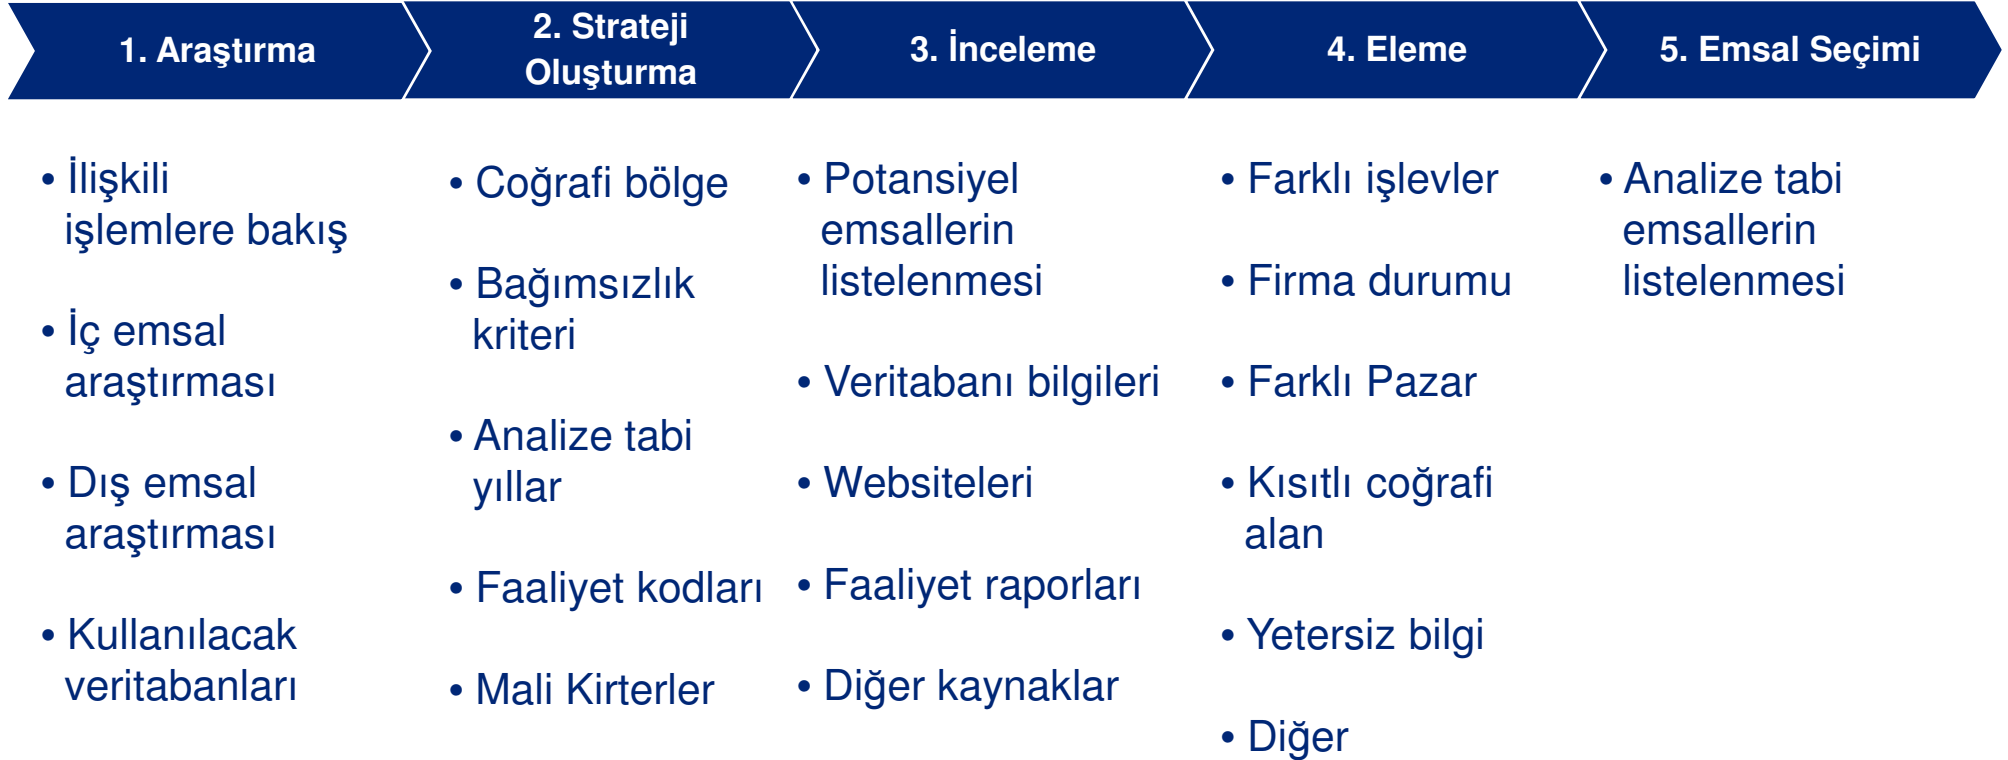 1. Araştırma
2. Strateji
Oluşturma
3. İnceleme
4. Eleme
5. Emsal Seçimi
• İlişkili
işlemlere bakış
• İç emsal
araştırması
• Dış emsal
araştırması
• Kullanılacak
veritabanları
• Coğrafi bölge
• Bağımsızlık
kriteri
• Analize tabi
yıllar
• Faaliyet kodları
• Mali Kirterler
• Potansiyel
emsallerin
listelenmesi
• Veritabanı bilgileri
• Websiteleri
• Faaliyet raporları
• Diğer kaynaklar
• Farklı işlevler
• Firma durumu
• Farklı Pazar
• Kısıtlı coğrafi
alan
• Yetersiz bilgi
• Diğer
• Analize tabi
emsallerin
listelenmesi